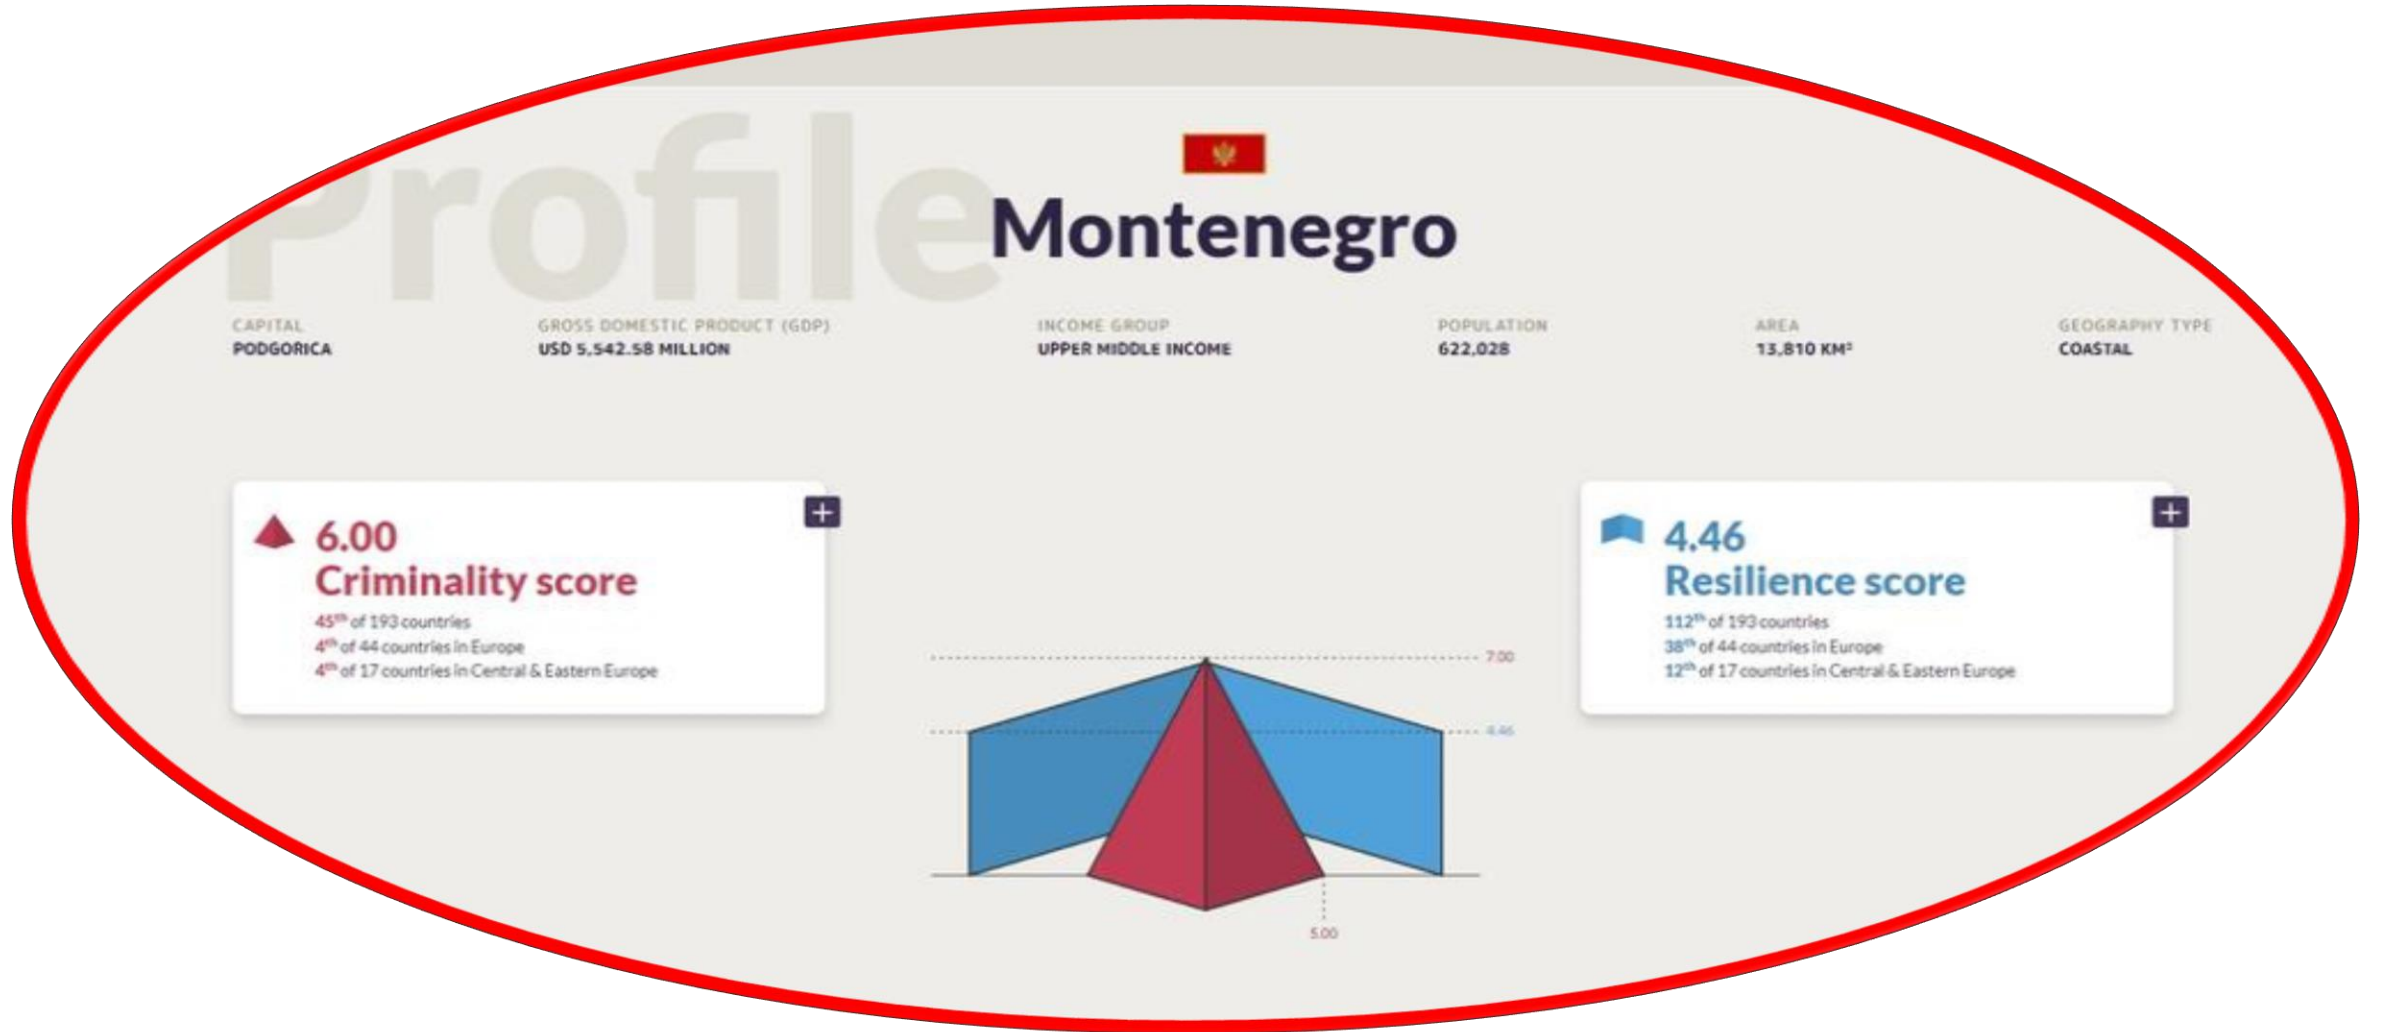 Profile
Montenegro
CAPITAL
PODGORICA
GROSS DOMESTIC PRODUCT (GDP)
USD 5,542.58 MILLION
INCOME GROUP
UPPER MIDDLE INCOME
POPULATION
622,028
AREA
13,810 KM²
GEOGRAPHY TYPE
COASTAL
6.00
Criminality score
45th of 193 countries
4th of 44 countries in Europe
4th of 17 countries in Central & Eastern Europe
7.00
4.46
5.00
4.46
Resilience score
112th of 193 countries
38th of 44 countries in Europe
12th of 17 countries in Central & Eastern Europe